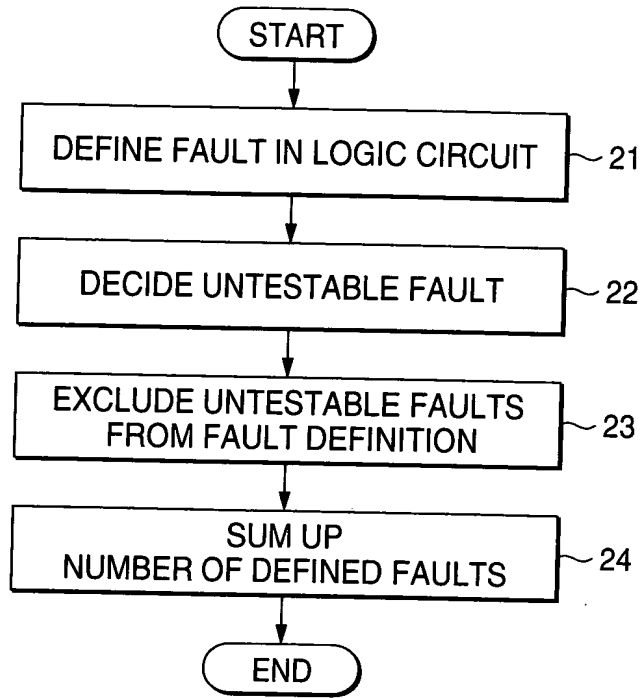 START
DEFINE FAULT IN LOGIC CIRCUIT
21
DECIDE UNTESTABLE FAULT
22
EXCLUDE UNTESTABLE FAULTS
FROM FAULT DEFINITION
23
SUM UP
NUMBER OF DEFINED FAULTS
24
END